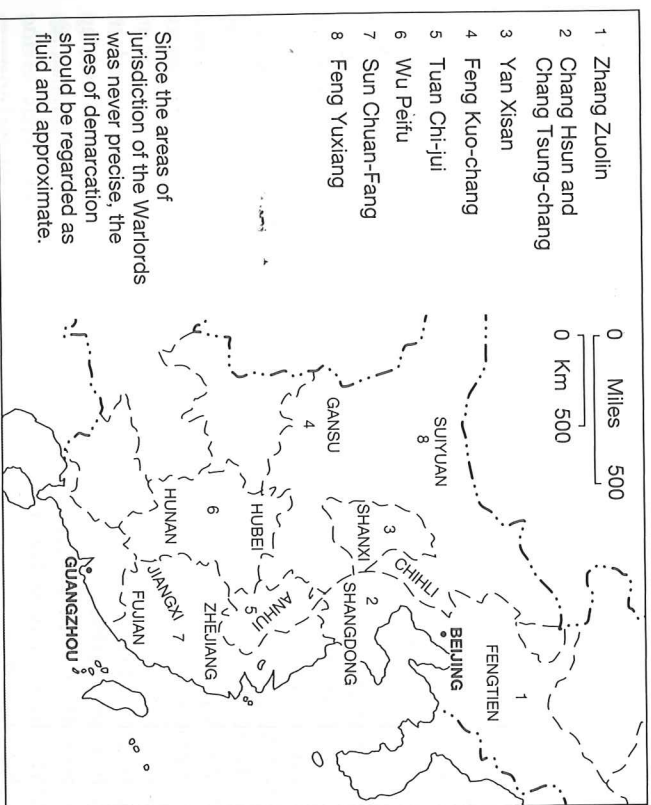 1 Zhang Zuolin
2 Chang Hsun and
Chang Tsung-chang
3 Yan Xisan
4 Feng Kuo-chang
5 Tuan Chi-jui
6 Wu Peifu
7 Sun Chuan-Fang
8 Feng Yuxiang
Since the areas of
jurisdiction of the Warlords
was never precise, the
lines of demarcation
should be regarded as
fluid and approximate.
0 Miles 500
0 Km 500
1
FENGTIEN
BEIJING
SUIYUAN
8
CHIHLI
3
SHANXI
2
SHANGDONG
GANSU
4
ANHUI
5
HUBEI
6
HUNAN
ZHEJIANG
7
JIANGXI
FUJIAN
GUANGZHOU